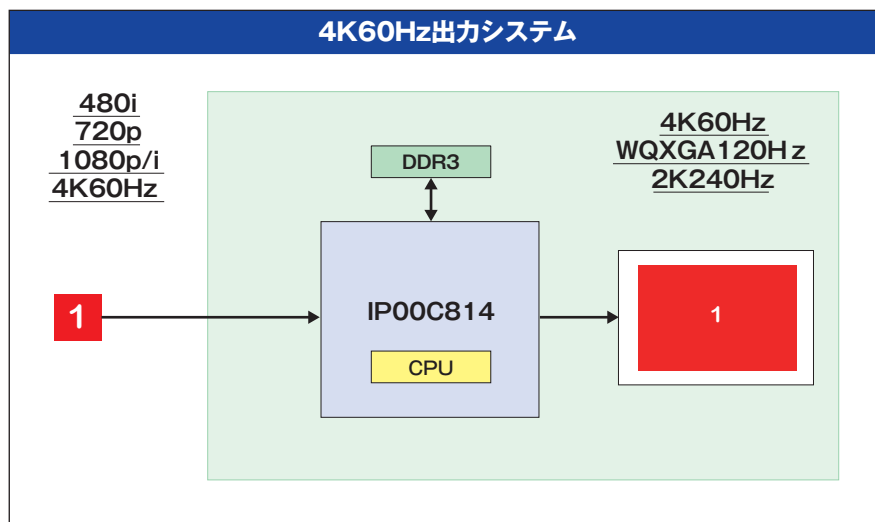 4K60Hz出力システム
480i
720p
1080p/i
4K60Hz
4K60Hz
WQXGA120Hz
2K240Hz
DDR3
1
IP00C814
1
CPU